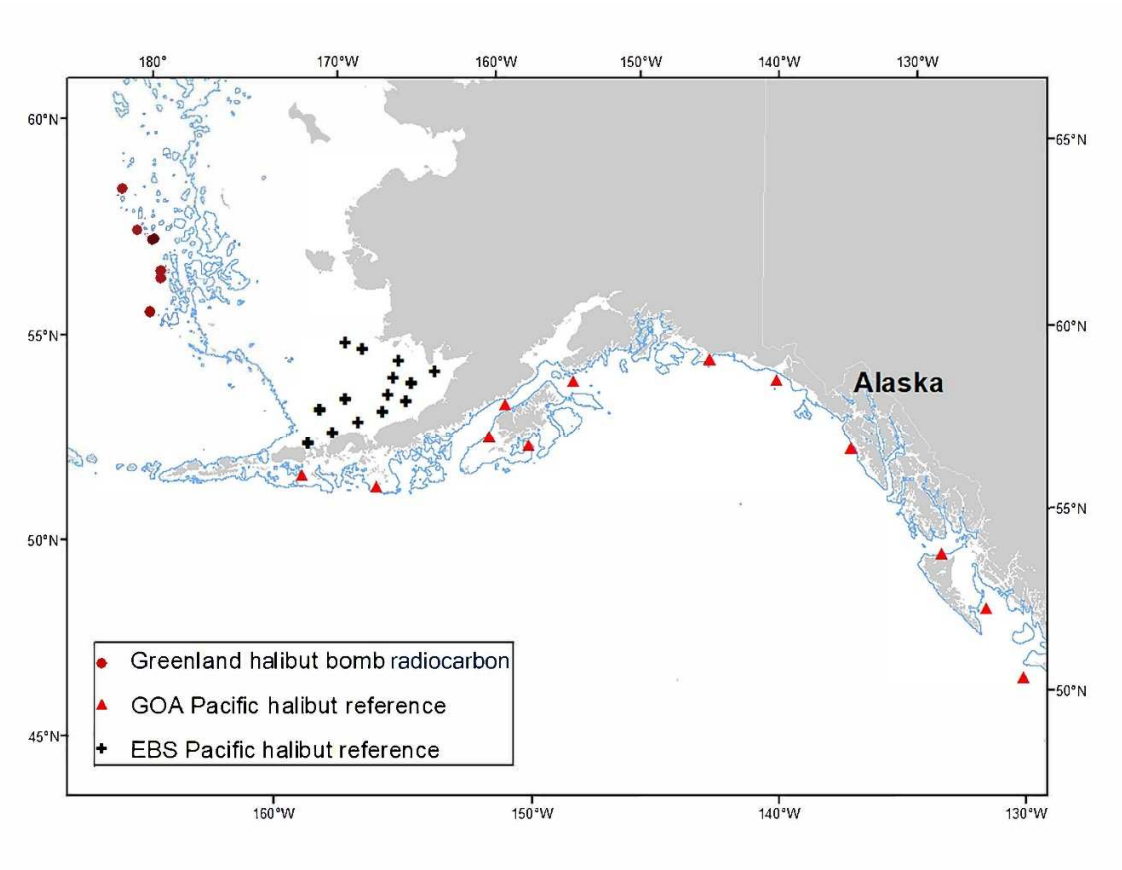 180° 170°W 160°W 150°W 140°W 130°W
60°N
65°N
Alaska
55°N
60°N
50°N
55°N
45°N
50°N
Greenland halibut bomb radiocarbon
GOA Pacific halibut reference
EBS Pacific halibut reference
160°W 150°W 140°W 130°W